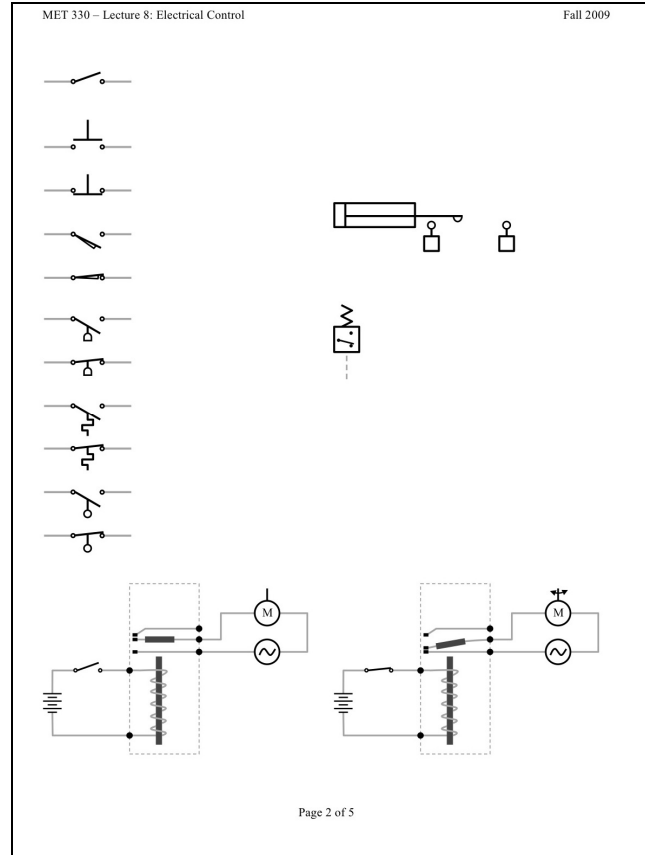 MET 330 – Lecture 8: Electrical Control Fall 2009
M
M
Page 2 of 5